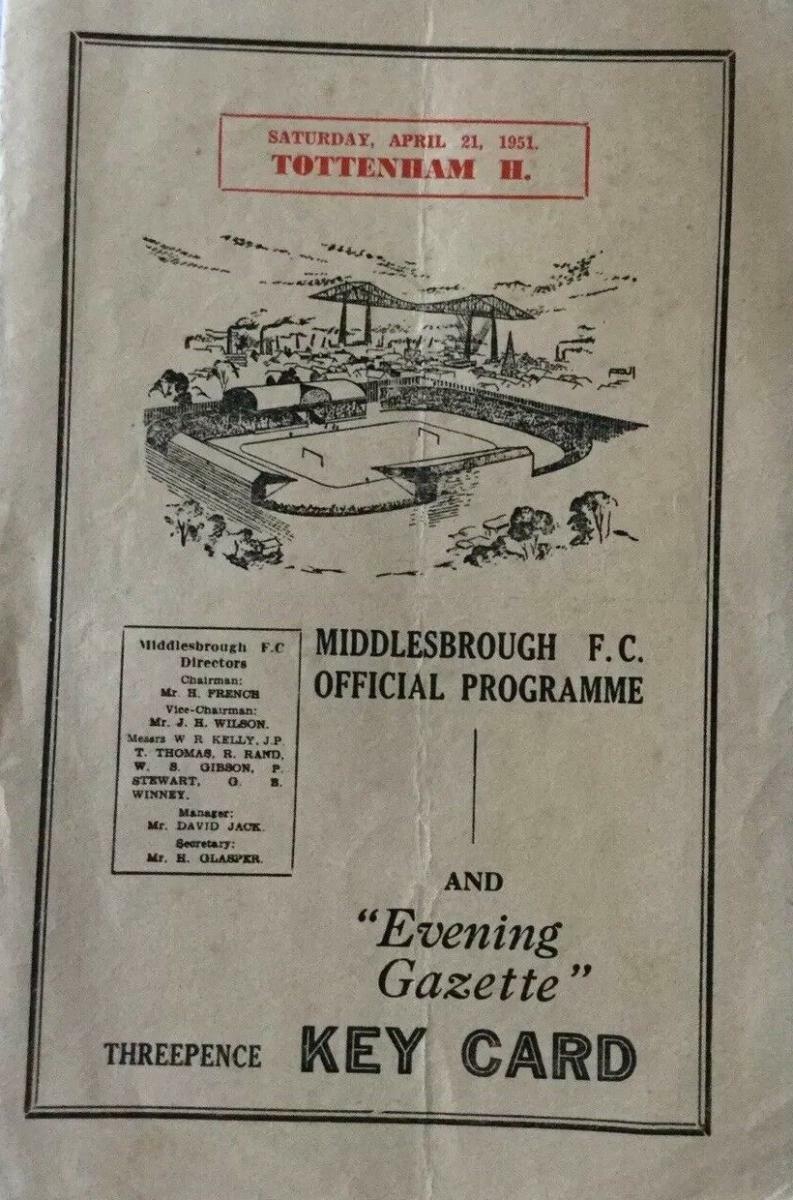 SATURDAY, APRIL 21, 1951.
TOTTENHAM H.
Middlesbrough F.C
Directors
Chairman:
Mr. H. FRENCH
Vice-Chairman:
Mr. J. H. WILSON.
Messrs W R KELLY, J.P.
T. THOMAS, R. RAND,
W. S. GIBSON, P.
STEWART, G. B.
WINNEY.
Manager:
Mr. DAVID JACK.
Secretary:
Mr. H. GLASPER.
MIDDLESBROUGH F.C.
OFFICIAL PROGRAMME
AND
"Evening
Gazette"
THREEPENCE KEY CARD